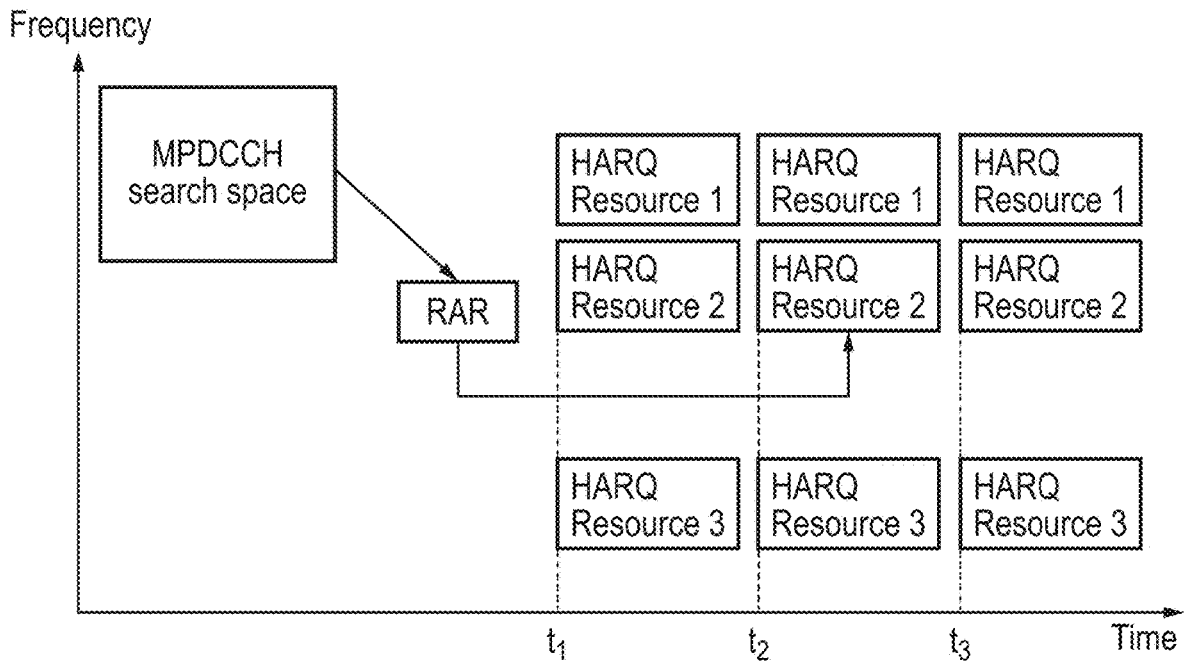 Frequency
MPDCCH
search space
RAR
HARQ
Resource 1
HARQ
Resource 1
HARQ
Resource 1
HARQ
Resource 2
HARQ
Resource 2
HARQ
Resource 2
HARQ
Resource 3
HARQ
Resource 3
HARQ
Resource 3
t1
t2
t3
Time